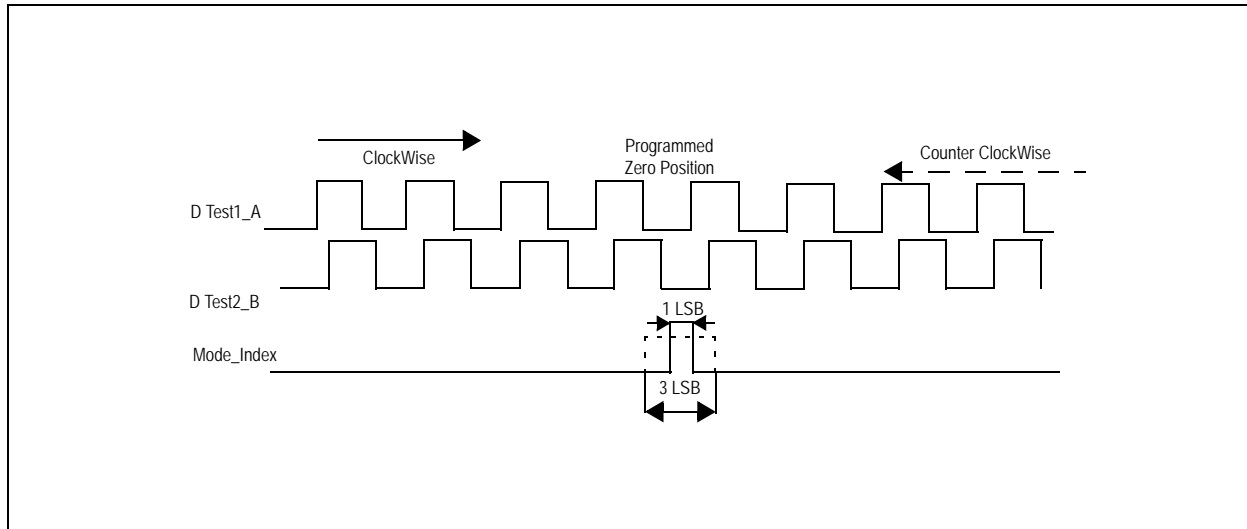 Programmed
Zero Position
ClockWise
Counter ClockWise
D Test1_A
D Test2_B
1 LSB
Mode_Index
3 LSB